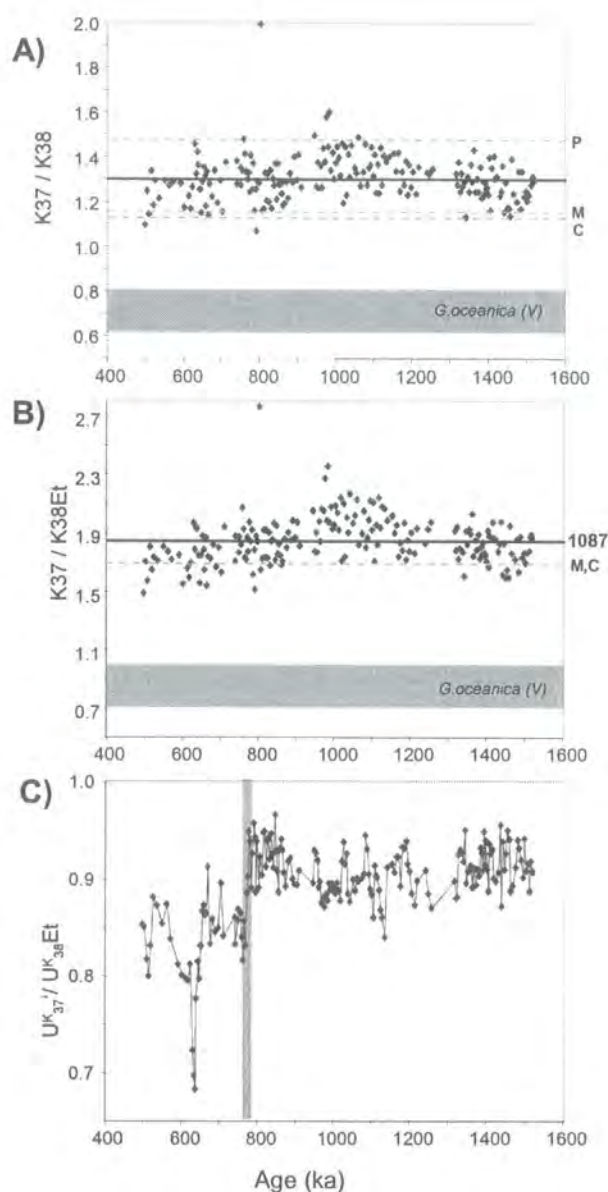 A)
K37 / K38
2.0
1.8
1.6
1.4
1.2
1.0
0.8
0.6
P
M
C
G.oceanica (V)
400 600 800 1000 1200 1400 1600
B)
K37 / K38Et
2.7
2.3
1.9
1.5
1.1
0.7
1087
M,C
G.oceanica (V)
400 600 800 1000 1200 1400 1600
C)
U^K_37'/ U^K_38Et
1.0
0.9
0.8
0.7
400 600 800 1000 1200 1400 1600
Age (ka)